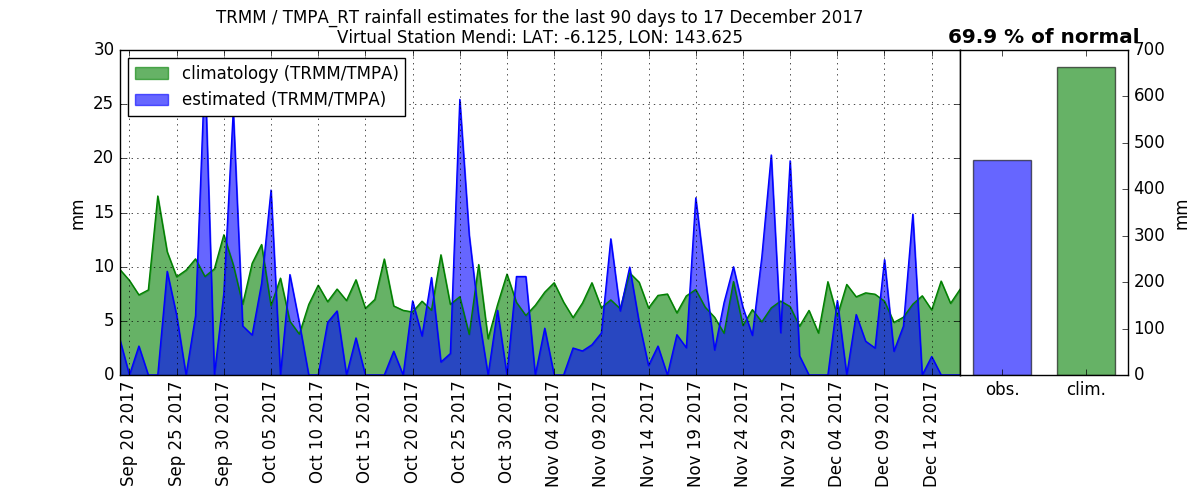 TRMM / TMPA_RT rainfall estimates for the last 90 days to 17 December 2017
Virtual Station Mendi: LAT: -6.125, LON: 143.625
69.9 % of normal
climatology (TRMM/TMPA)
estimated (TRMM/TMPA)
30
25
20
15
10
5
0
mm
Sep 20 2017
Sep 25 2017
Sep 30 2017
Oct 05 2017
Oct 10 2017
Oct 15 2017
Oct 20 2017
Oct 25 2017
Oct 30 2017
Nov 04 2017
Nov 09 2017
Nov 14 2017
Nov 19 2017
Nov 24 2017
Nov 29 2017
Dec 04 2017
Dec 09 2017
Dec 14 2017
obs.
clim.
700
600
500
400
300
200
100
0
mm